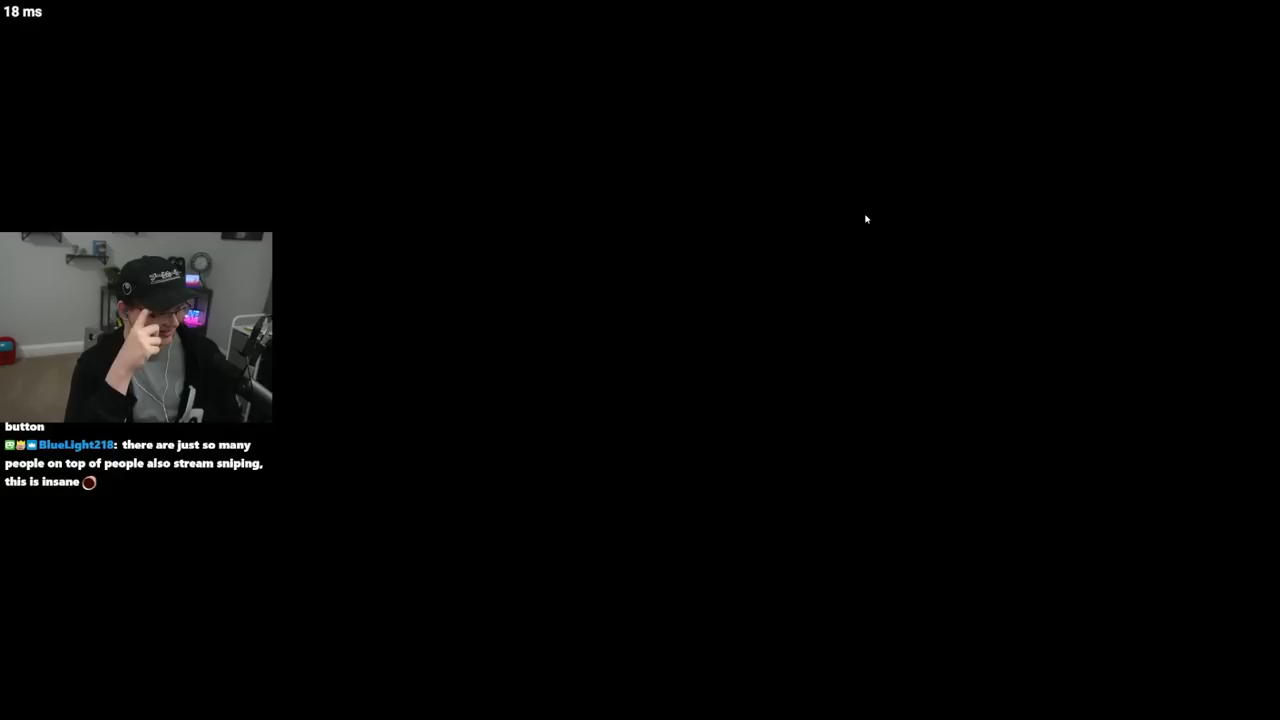 18 ms
button
BlueLight218: there are just so many
people on top of people also stream sniping,
this is insane